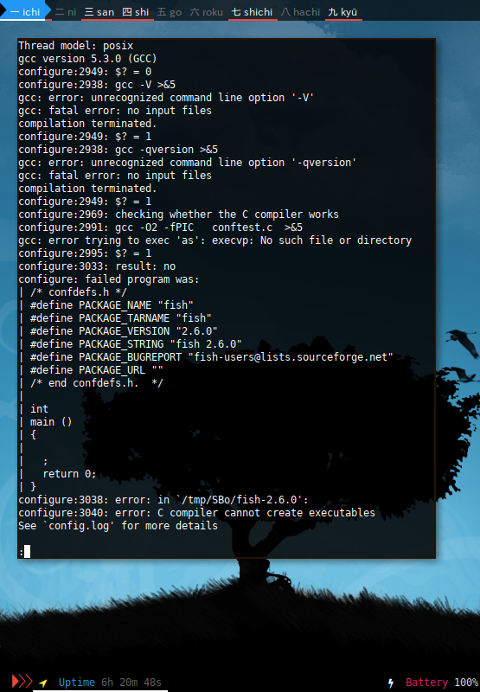 一 ichi 二 ni 三 san 四 shi 五 go 六 roku 七 shichi 八 hachi 九 kyū
Thread model: posix
gcc version 5.3.0 (GCC)
configure:2949: $? = 0
configure:2938: gcc -V >&5
gcc: error: unrecognized command line option '-V'
gcc: fatal error: no input files
compilation terminated.
configure:2949: $? = 1
configure:2938: gcc -qversion >&5
gcc: error: unrecognized command line option '-qversion'
gcc: fatal error: no input files
compilation terminated.
configure:2949: $? = 1
configure:2969: checking whether the C compiler works
configure:2991: gcc -O2 -fPIC   conftest.c  >&5
gcc: error trying to exec 'as': execvp: No such file or directory
configure:2995: $? = 1
configure:3033: result: no
configure: failed program was:
| /* confdefs.h */
| #define PACKAGE_NAME "fish"
| #define PACKAGE_TARNAME "fish"
| #define PACKAGE_VERSION "2.6.0"
| #define PACKAGE_STRING "fish 2.6.0"
| #define PACKAGE_BUGREPORT "fish-users@lists.sourceforge.net"
| #define PACKAGE_URL ""
| /* end confdefs.h.  */
|
| int
| main ()
| {
|
|   ;
|   return 0;
| }
configure:3038: error: in `/tmp/SBo/fish-2.6.0':
configure:3040: error: C compiler cannot create executables
See `config.log' for more details
:
Uptime 6h 20m 48s
Battery 100%